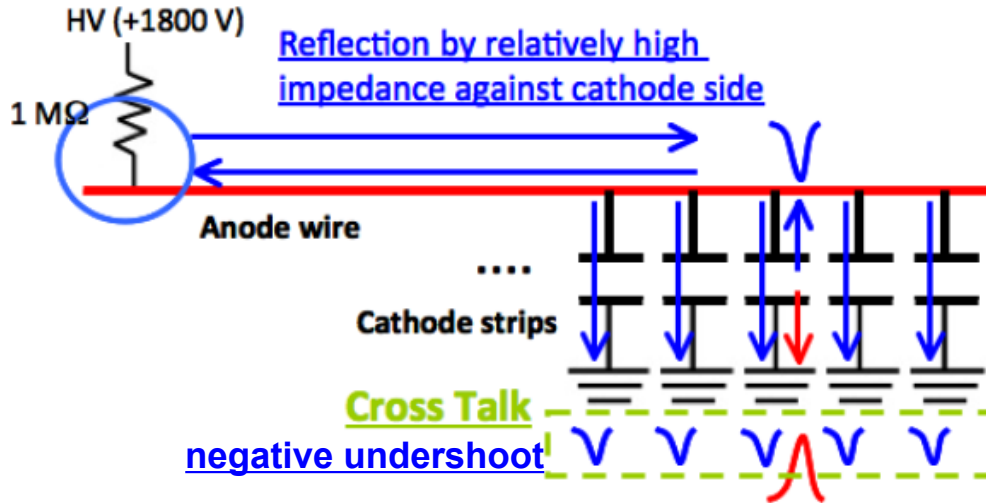 HV (+1800 V)
Reflection by relatively high
impedance against cathode side
1 MΩ
Anode wire
....
Cathode strips
Cross Talk
negative undershoot